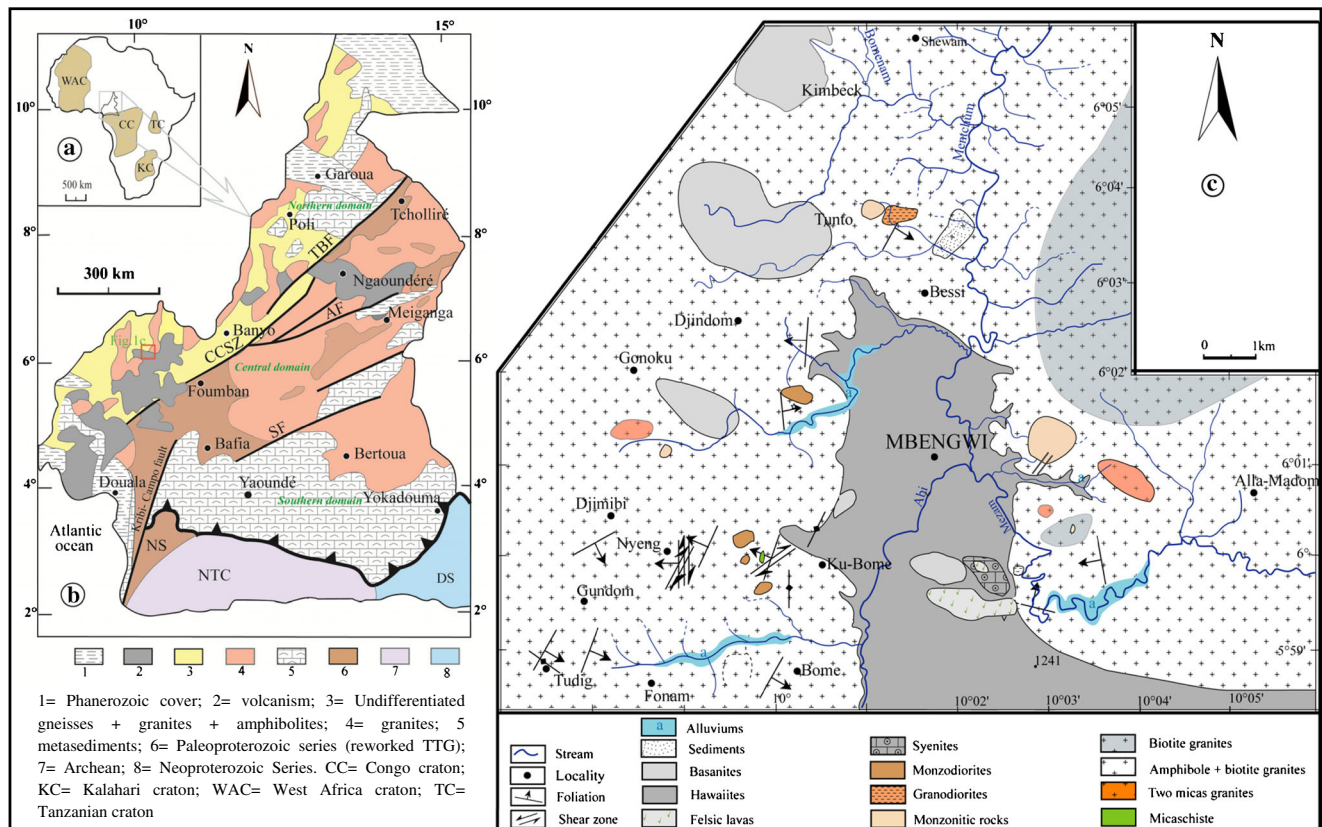 10°
15°
N
WAC
CC
TC
KC
a
500 km
10°
10°
Garoua
Northern domain
Poli
Tcholliré
8°
8°
TBF
300 km
Ngaoundéré
AF
Meiganga
Banyo
CCSZ
Fig.1c
6°
6°
Central domain
Foumban
Bafia
SF
Bertoua
4°
4°
Douala
Yaoundé
Southern domain
Yokadouma
Kribi- Campo fault
Atlantic
ocean
NS
NTC
DS
b
2°
2°
1 2 3 4 5 6 7 8
1= Phanerozoic cover; 2= volcanism; 3= Undifferentiated
gneisses + granites + amphibolites; 4= granites; 5
metasediments; 6= Paleoproterozoic series (reworked TTG);
7= Archean; 8= Neoproterozoic Series. CC= Congo craton;
KC= Kalahari craton; WAC= West Africa craton; TC=
Tanzanian craton
Bomenam
Shewam
Kimbeck
Menchum
6°05'
N
c
6°04'
Tunfo
6°03'
Bessi
Djindom
0 1km
Gonoku
6°02'
a
MBENGWI
6°01'
a
Alla-Madom
Abi
Mezam
Djimibi
Nyeng
6°
Ku-Bome
Gundom
a
a
5°59'
1241
Tudig
Bome
Fonam
10°
10°02'
10°03'
10°04'
10°05'
Stream
Locality
Foliation
Shear zone
a
Alluviums
Sediments
Basanites
Hawaiites
Felsic lavas
Syenites
Monzodiorites
Granodiorites
Monzonitic rocks
Biotite granites
Amphibole + biotite granites
Two micas granites
Micaschiste